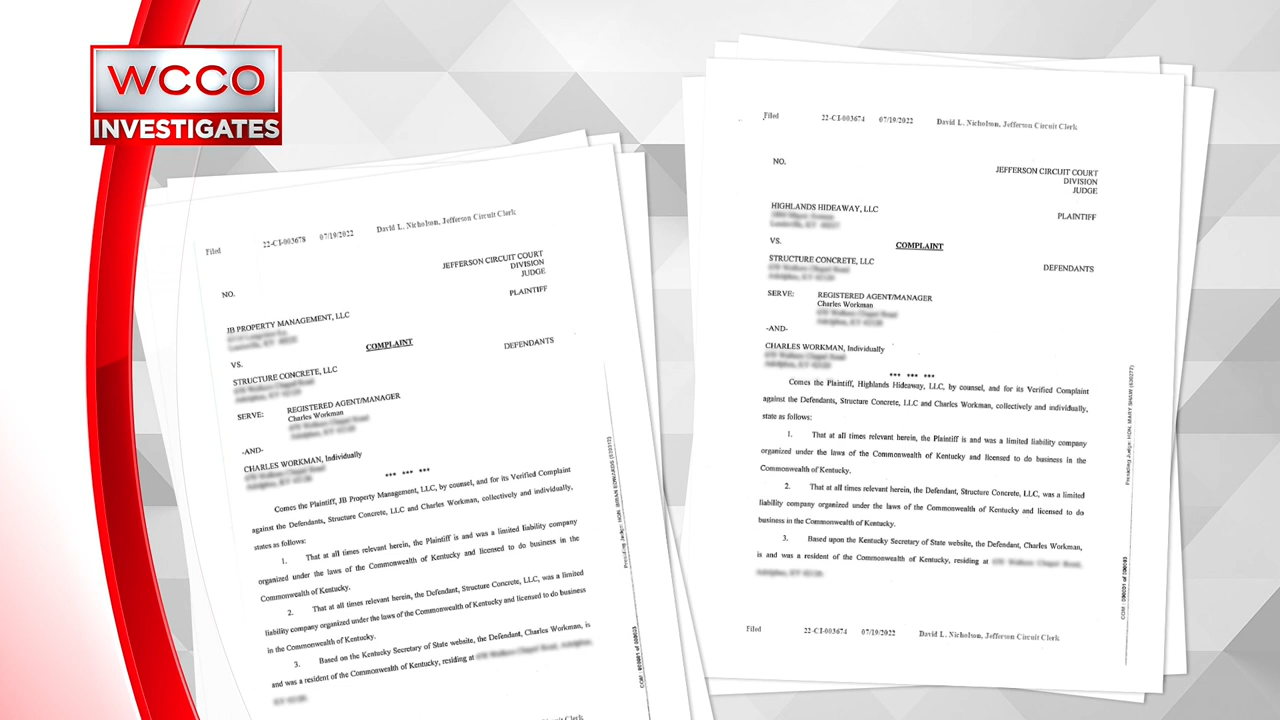 WCCO
INVESTIGATES
Filed 22-CI-003678 07/19/2022 David L. Nicholson, Jefferson Circuit Clerk
NO. JEFFERSON CIRCUIT COURT
DIVISION
JUDGE
JB PROPERTY MANAGEMENT, LLC PLAINTIFF
VS. COMPLAINT
STRUCTURE CONCRETE, LLC DEFENDANTS
SERVE: REGISTERED AGENT/MANAGER
Charles Workman
-AND-
CHARLES WORKMAN, Individually
*** *** ***
Comes the Plaintiff, JB Property Management, LLC, by counsel, and for its Verified Complaint
against the Defendants, Structure Concrete, LLC and Charles Workman, collectively and individually,
states as follows:
1. That at all times relevant herein, the Plaintiff is and was a limited liability company
organized under the laws of the Commonwealth of Kentucky and licensed to do business in the
Commonwealth of Kentucky.
2. That at all times relevant herein, the Defendant, Structure Concrete, LLC, was a limited
liability company organized under the laws of the Commonwealth of Kentucky and licensed to do business
in the Commonwealth of Kentucky.
3. Based on the Kentucky Secretary of State website, the Defendant, Charles Workman, is
and was a resident of the Commonwealth of Kentucky, residing at
Filed 22-CI-003674 07/19/2022 David L. Nicholson, Jefferson Circuit Clerk
NO. JEFFERSON CIRCUIT COURT
DIVISION
JUDGE
HIGHLANDS HIDEAWAY, LLC PLAINTIFF
VS. COMPLAINT
STRUCTURE CONCRETE, LLC DEFENDANTS
SERVE: REGISTERED AGENT/MANAGER
Charles Workman
-AND-
CHARLES WORKMAN, Individually
*** *** ***
Comes the Plaintiff, Highlands Hideaway, LLC, by counsel, and for its Verified Complaint
against the Defendants, Structure Concrete, LLC and Charles Workman, collectively and individually,
state as follows:
1. That at all times relevant herein, the Plaintiff is and was a limited liability company
organized under the laws of the Commonwealth of Kentucky and licensed to do business in the
Commonwealth of Kentucky.
2. That at all times relevant herein, the Defendant, Structure Concrete, LLC, was a limited
liability company organized under the laws of the Commonwealth of Kentucky and licensed to do
business in the Commonwealth of Kentucky.
3. Based upon the Kentucky Secretary of State website, the Defendant, Charles Workman,
is and was a resident of the Commonwealth of Kentucky, residing at
Filed 22-CI-003674 07/19/2022 David L. Nicholson, Jefferson Circuit Clerk
Presiding Judge: HON. MARY SHAW (630277)